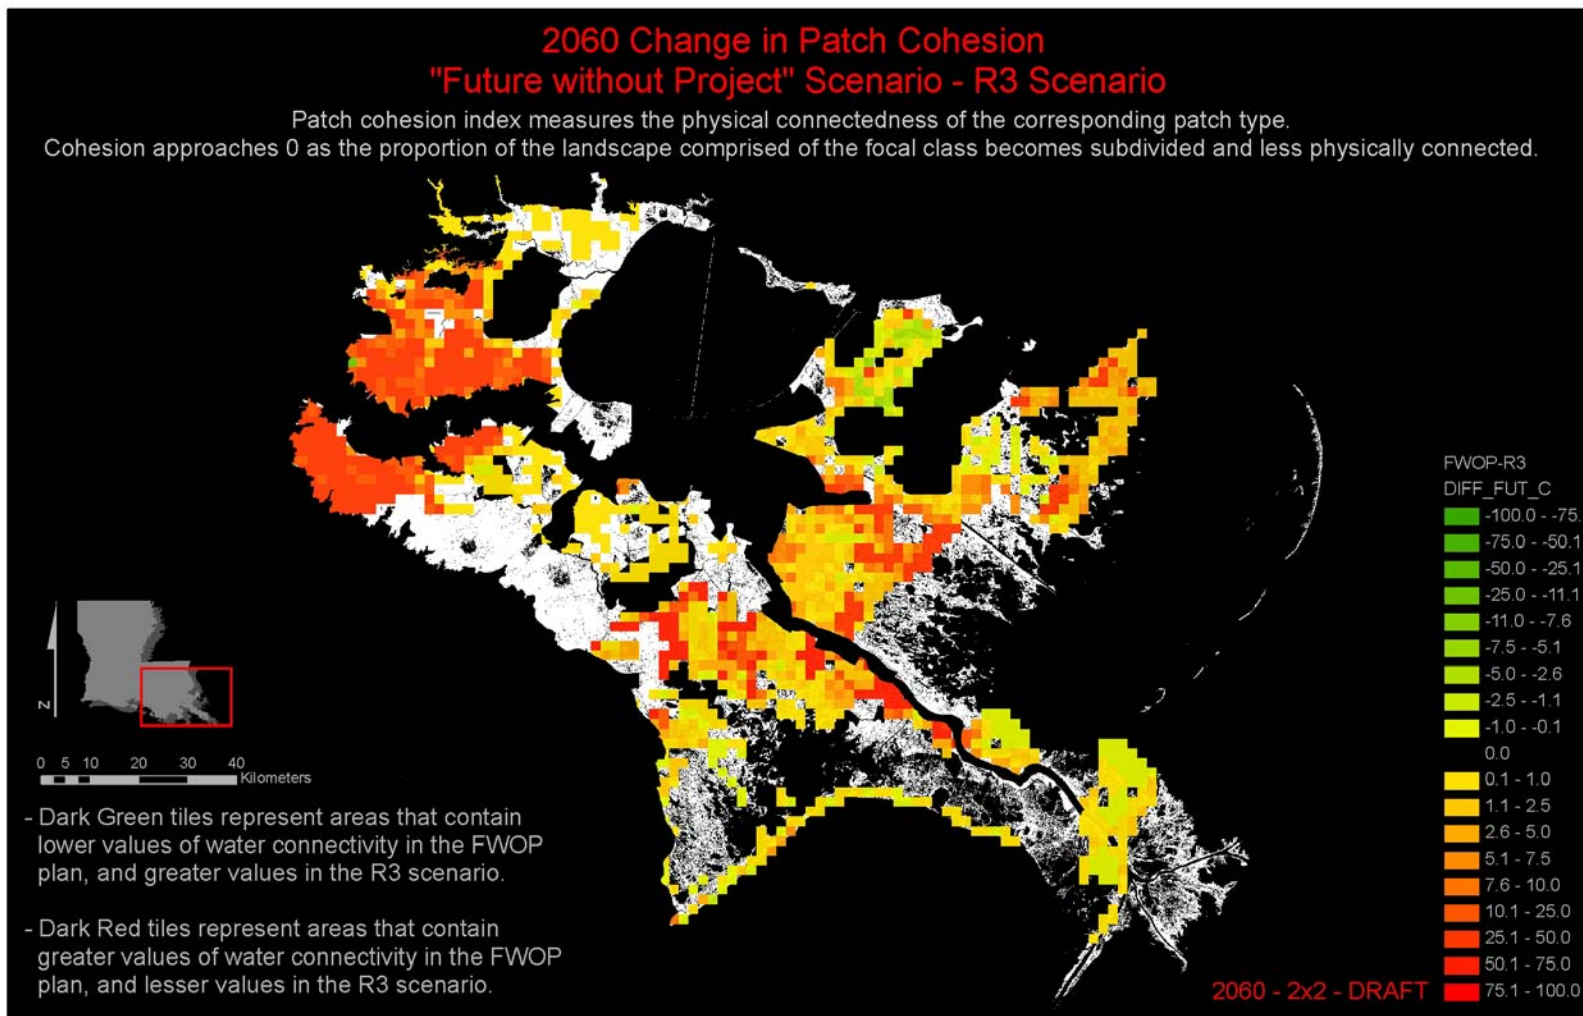 2060 Change in Patch Cohesion
"Future without Project" Scenario - R3 Scenario
Patch cohesion index measures the physical connectedness of the corresponding patch type.
Cohesion approaches 0 as the proportion of the landscape comprised of the focal class becomes subdivided and less physically connected.
FWOP-R3
DIFF_FUT_C
-100.0 - -75.
-75.0 - -50.1
-50.0 - -25.1
-25.0 - -11.1
-11.0 - -7.6
-7.5 - -5.1
-5.0 - -2.6
-2.5 - -1.1
-1.0 - -0.1
0.0
0.1 - 1.0
1.1 - 2.5
2.6 - 5.0
5.1 - 7.5
7.6 - 10.0
10.1 - 25.0
25.1 - 50.0
50.1 - 75.0
75.1 - 100.0
N
0 5 10 20 30 40
Kilometers
- Dark Green tiles represent areas that contain
lower values of water connectivity in the FWOP
plan, and greater values in the R3 scenario.
- Dark Red tiles represent areas that contain
greater values of water connectivity in the FWOP
plan, and lesser values in the R3 scenario.
2060 - 2x2 - DRAFT